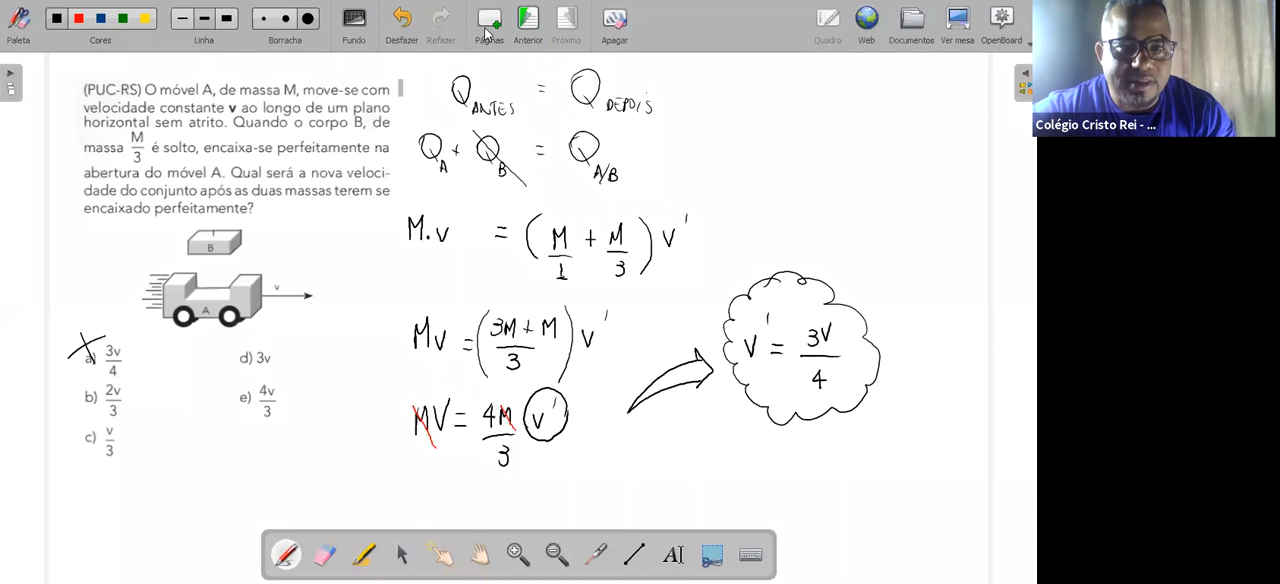 Paleta
Cores
Linha
Borracha
Fundo
Desfazer
Refazer
Páginas
Anterior
Próximo
Apagar
Quadro
Web
Documentos
Ver mesa
OpenBoard
Colégio Cristo Rei - ...
(PUC-RS) O móvel A, de massa M, move-se com
velocidade constante v ao longo de um plano
horizontal sem atrito. Quando o corpo B, de
massa M/3 é solto, encaixa-se perfeitamente na
abertura do móvel A. Qual será a nova veloci-
dade do conjunto após as duas massas terem se
encaixado perfeitamente?
B
A
v
a) 3v/4
b) 2v/3
c) v/3
d) 3v
e) 4v/3
Q ANTES = Q DEPOIS
Q A + Q B = Q A/B
M.v = (M/1 + M/3) v'
Mv = (3M + M/3) v'
MV = 4M/3 v'
v' = 3V/4
AI